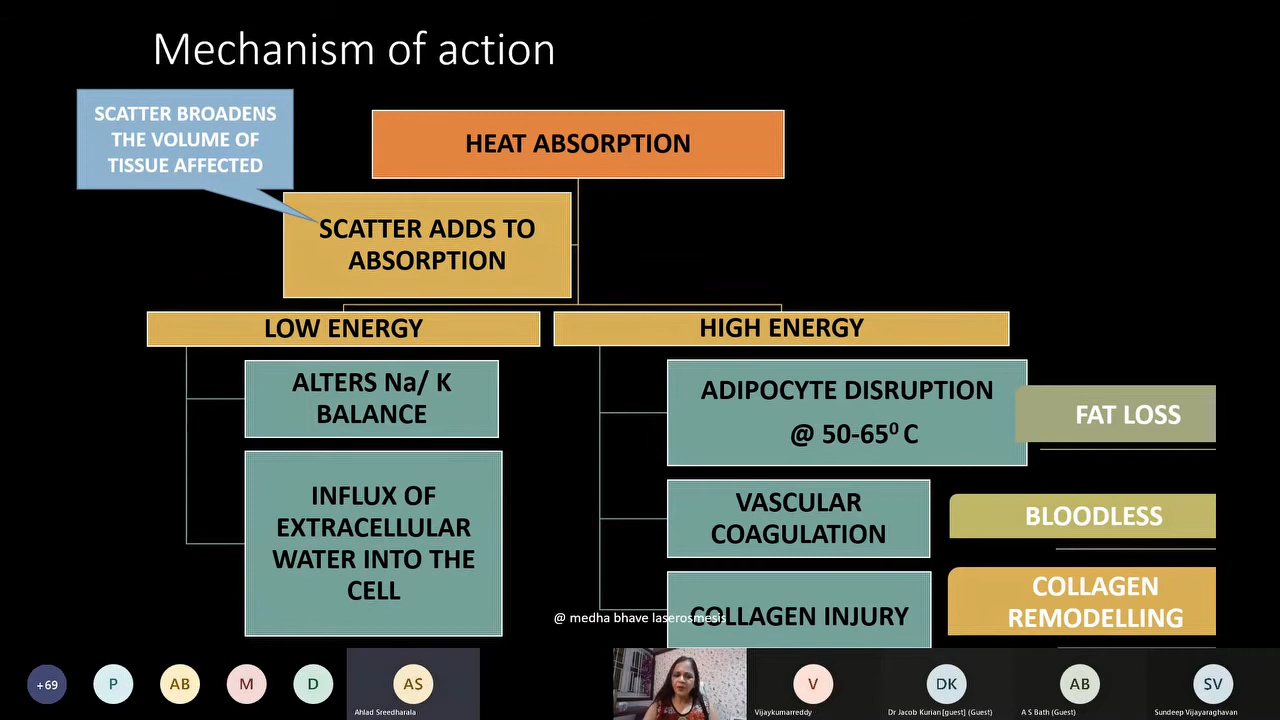 Mechanism of action
SCATTER BROADENS
THE VOLUME OF
TISSUE AFFECTED
HEAT ABSORPTION
SCATTER ADDS TO
ABSORPTION
LOW ENERGY
HIGH ENERGY
ALTERS Na/ K
BALANCE
INFLUX OF
EXTRACELLULAR
WATER INTO THE
CELL
ADIPOCYTE DISRUPTION
@ 50-65⁰ C
FAT LOSS
VASCULAR
COAGULATION
BLOODLESS
COLLAGEN INJURY
COLLAGEN
REMODELLING
@ medha bhave laserosmesis
+69
P
AB
M
D
AS
Ahlad Sreedharala
V
Vijaykumarreddy
DK
Dr Jacob Kurian[guest] (Guest)
AB
A S Bath (Guest)
SV
Sundeep Vijayaraghavan